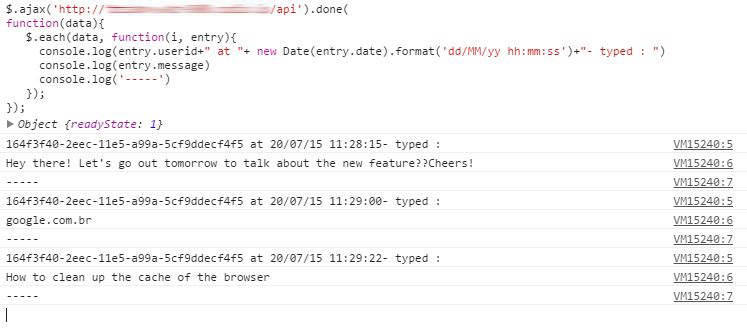 $.ajax('http:// /api').done(
function(data){
$.each(data, function(i, entry){
console.log(entry.userid+" at "+ new Date(entry.date).format('dd/MM/yy hh:mm:ss')+"- typed : ")
console.log(entry.message)
console.log('-----')
});
});
Object {readyState: 1}
164f3f40-2eec-11e5-a99a-5cf9ddecf4f5 at 20/07/15 11:28:15- typed : VM15240:5
Hey there! Let's go out tomorrow to talk about the new feature??Cheers! VM15240:6
----- VM15240:7
164f3f40-2eec-11e5-a99a-5cf9ddecf4f5 at 20/07/15 11:29:00- typed : VM15240:5
google.com.br VM15240:6
----- VM15240:7
164f3f40-2eec-11e5-a99a-5cf9ddecf4f5 at 20/07/15 11:29:22- typed : VM15240:5
How to clean up the cache of the browser VM15240:6
----- VM15240:7